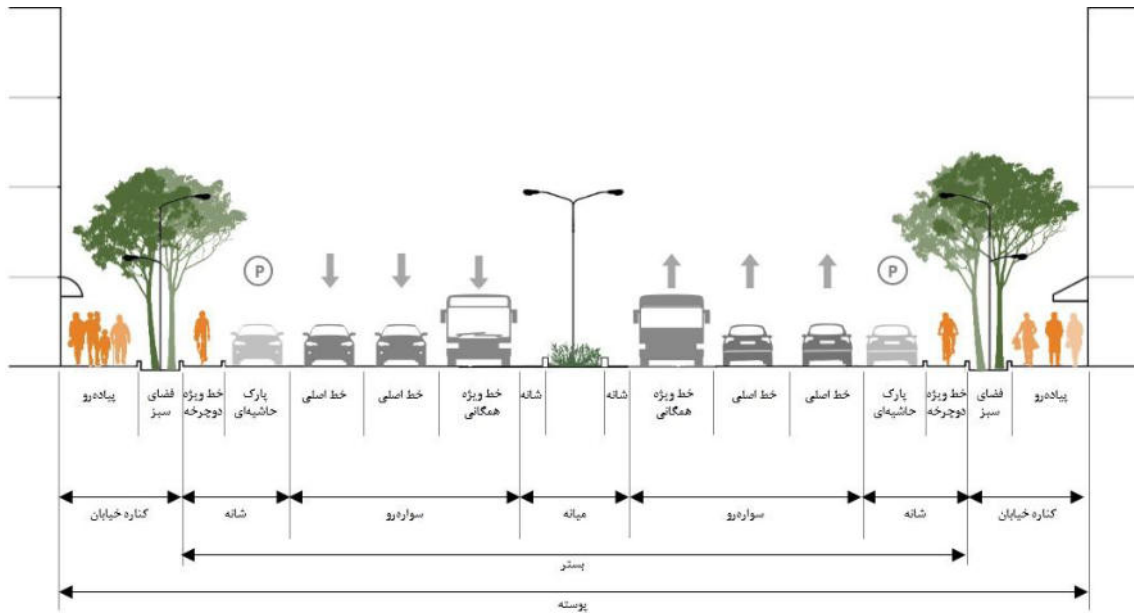 P
P
پیاده‌رو
فضای
سبز
خط ویژه
دوچرخه
پارک
حاشیه‌ای
خط اصلی
خط اصلی
خط ویژه
همگانی
شانه
شانه
خط ویژه
همگانی
خط اصلی
خط اصلی
پارک
حاشیه‌ای
خط ویژه
دوچرخه
فضای
سبز
پیاده‌رو
کناره خیابان
شانه
سواره‌رو
میانه
سواره‌رو
شانه
کناره خیابان
بستر
پوسته